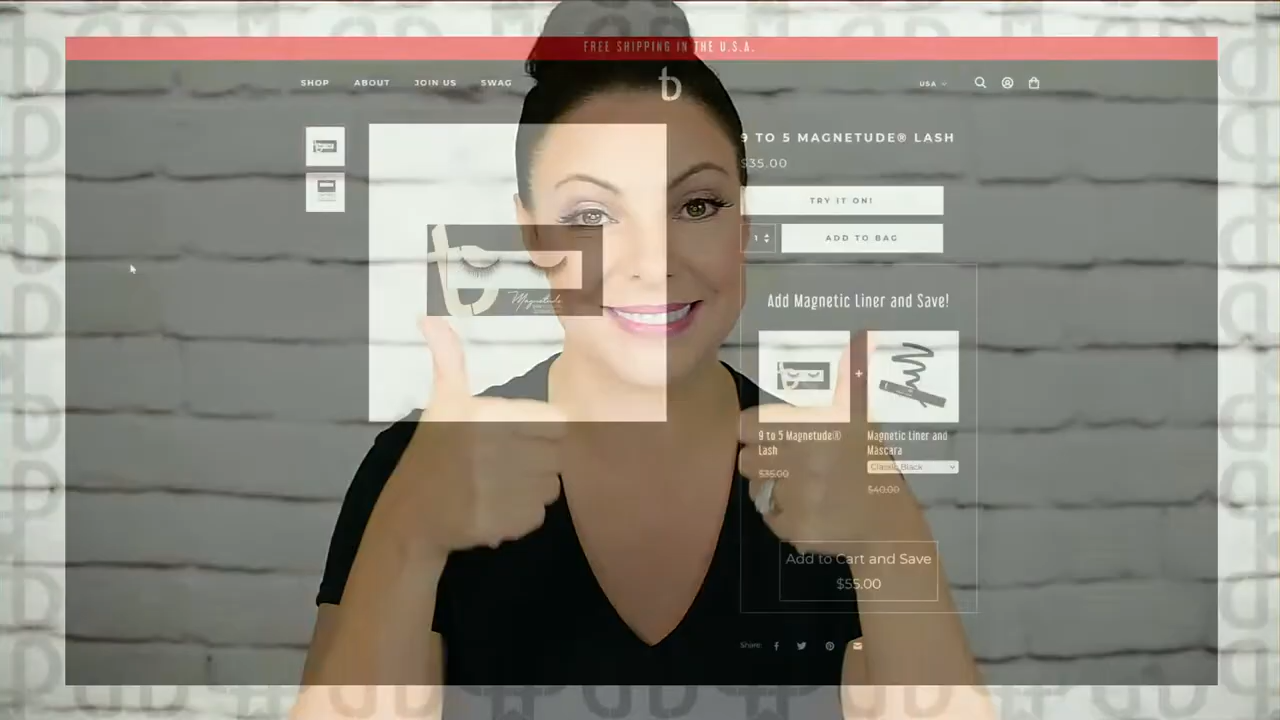 FREE SHIPPING IN THE U.S.A.
SHOP ABOUT JOIN US SWAG
b
USA
9 TO 5 MAGNETUDE® LASH
$35.00
TRY IT ON!
1
ADD TO BAG
Magnetude
Add Magnetic Liner and Save!
+
9 to 5 Magnetude®
Lash
$35.00
Magnetic Liner and
Mascara
Classic Black
$40.00
Add to Cart and Save
$55.00
Share: